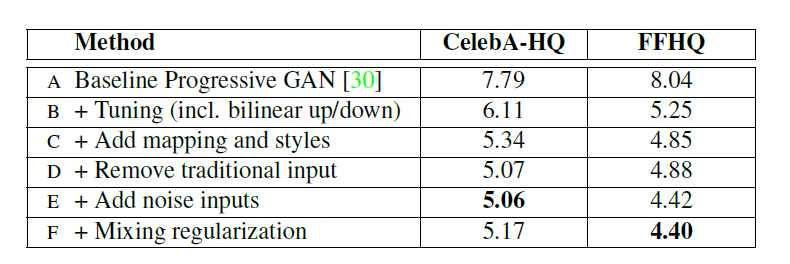 Method CelebA-HQ FFHQ
A Baseline Progressive GAN [30] 7.79 8.04
B + Tuning (incl. bilinear up/down) 6.11 5.25
C + Add mapping and styles 5.34 4.85
D + Remove traditional input 5.07 4.88
E + Add noise inputs 5.06 4.42
F + Mixing regularization 5.17 4.40